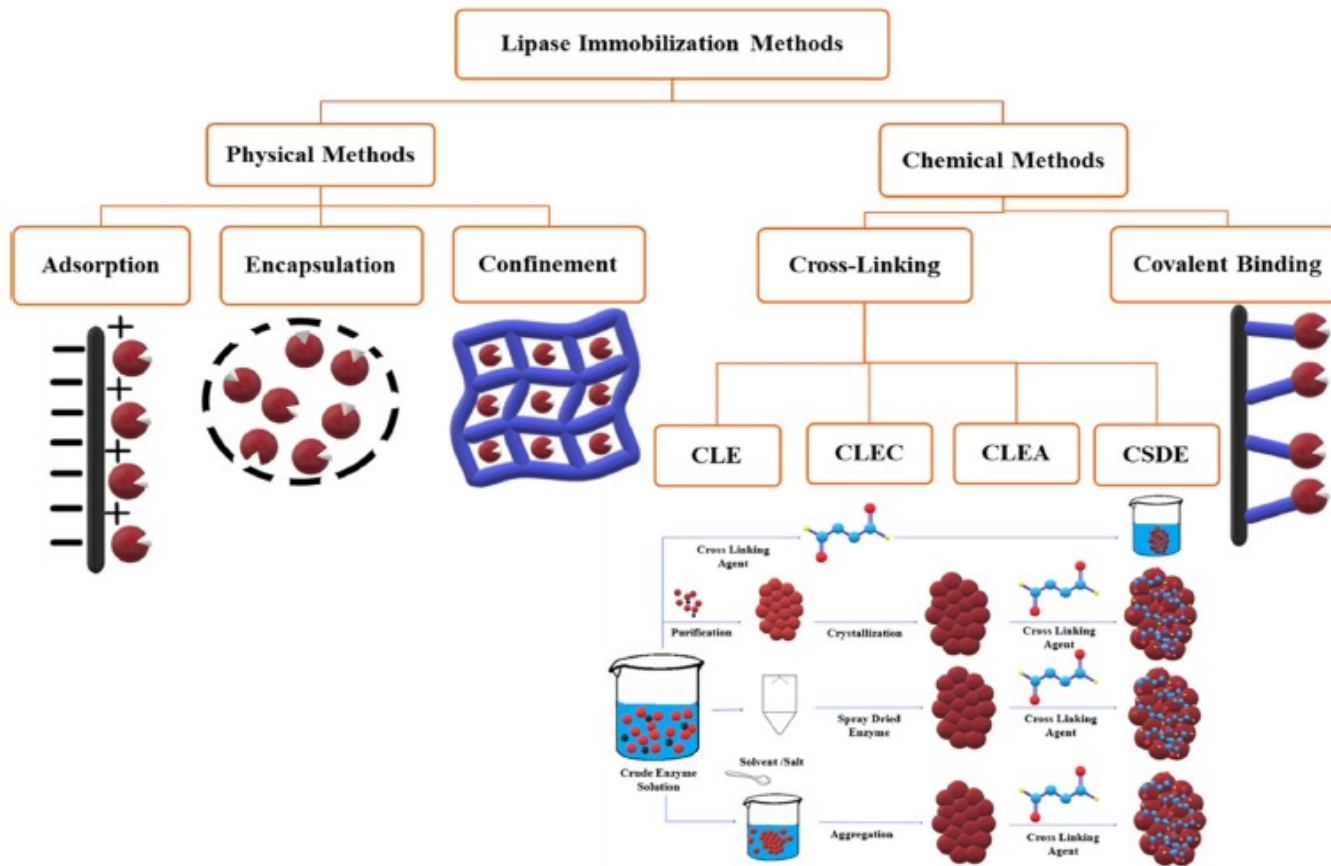 Lipase Immobilization Methods
Physical Methods
Chemical Methods
Adsorption
Encapsulation
Confinement
Cross-Linking
Covalent Binding
CLE
CLEC
CLEA
CSDE
Cross Linking
Agent
Purification
Crystallization
Cross Linking
Agent
Spray Dried
Enzyme
Cross Linking
Agent
Crude Enzyme
Solution
Solvent /Salt
Aggregation
Cross Linking
Agent